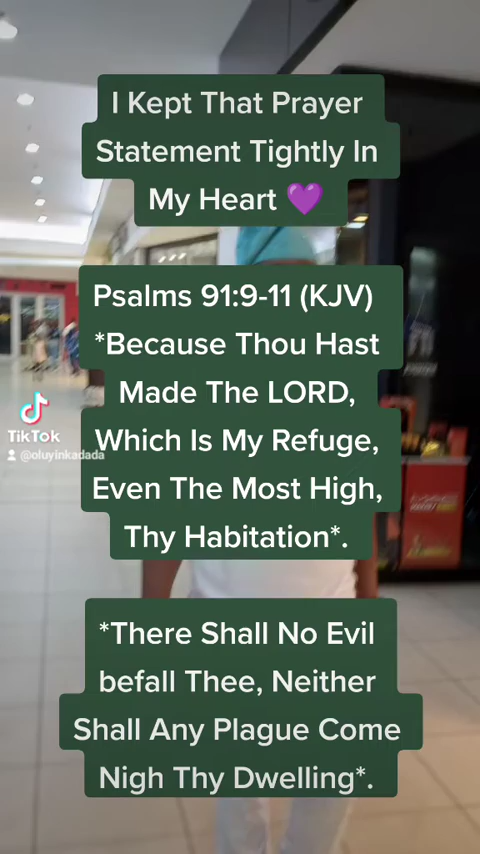 I Kept That Prayer
Statement Tightly In
My Heart 💜
Psalms 91:9-11 (KJV)
*Because Thou Hast
Made The LORD,
Which Is My Refuge,
Even The Most High,
Thy Habitation*.
TikTok
@oluyinkadada
*There Shall No Evil
befall Thee, Neither
Shall Any Plague Come
Nigh Thy Dwelling*.